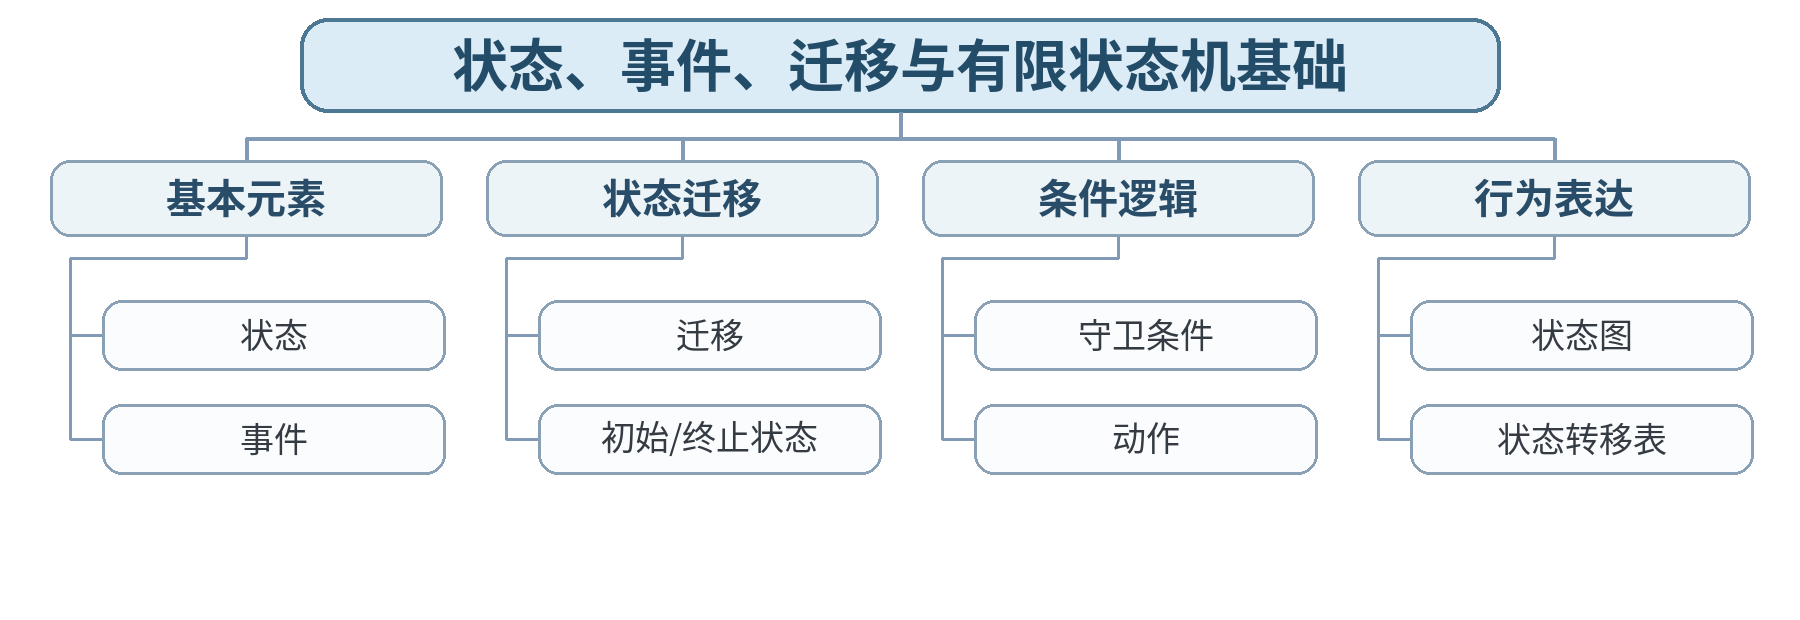 状态、事件、迁移与有限状态机基础
基本元素
状态迁移
条件逻辑
行为表达
状态
迁移
守卫条件
状态图
事件
初始/终止状态
动作
状态转移表